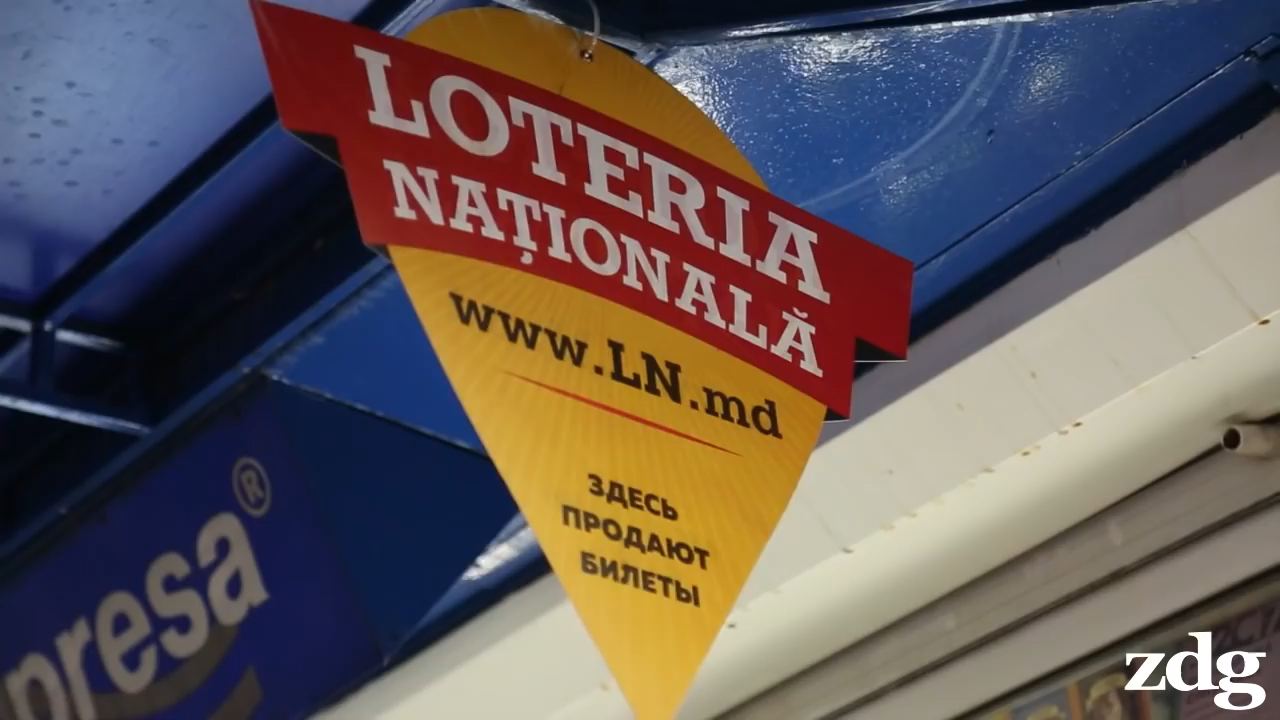 LOTERIA
NAȚIONALĂ
www.LN.md
ЗДЕСЬ
ПРОДАЮТ
БИЛЕТЫ
presa®
zdg